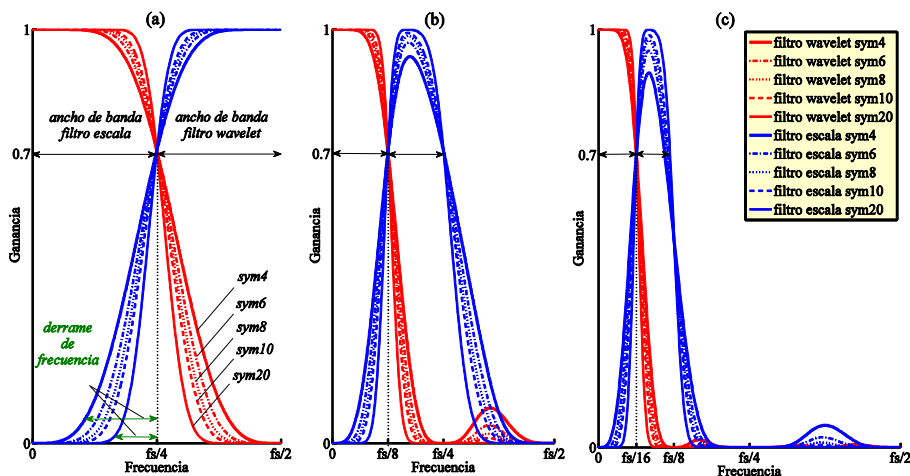 (a)
(b)
(c)
1
0.7
0
Ganancia
ancho de banda
filtro escala
ancho de banda
filtro wavelet
derrame
de
frecuencia
sym4
sym6
sym8
sym10
sym20
0
fs/4
fs/2
Frecuencia
1
0.7
0
Ganancia
0
fs/8
fs/4
fs/2
Frecuencia
1
0.7
0
Ganancia
0
fs/16
fs/8
fs/4
fs/2
Frecuencia
filtro wavelet sym4
filtro wavelet sym6
filtro wavelet sym8
filtro wavelet sym10
filtro wavelet sym20
filtro escala sym4
filtro escala sym6
filtro escala sym8
filtro escala sym10
filtro escala sym20